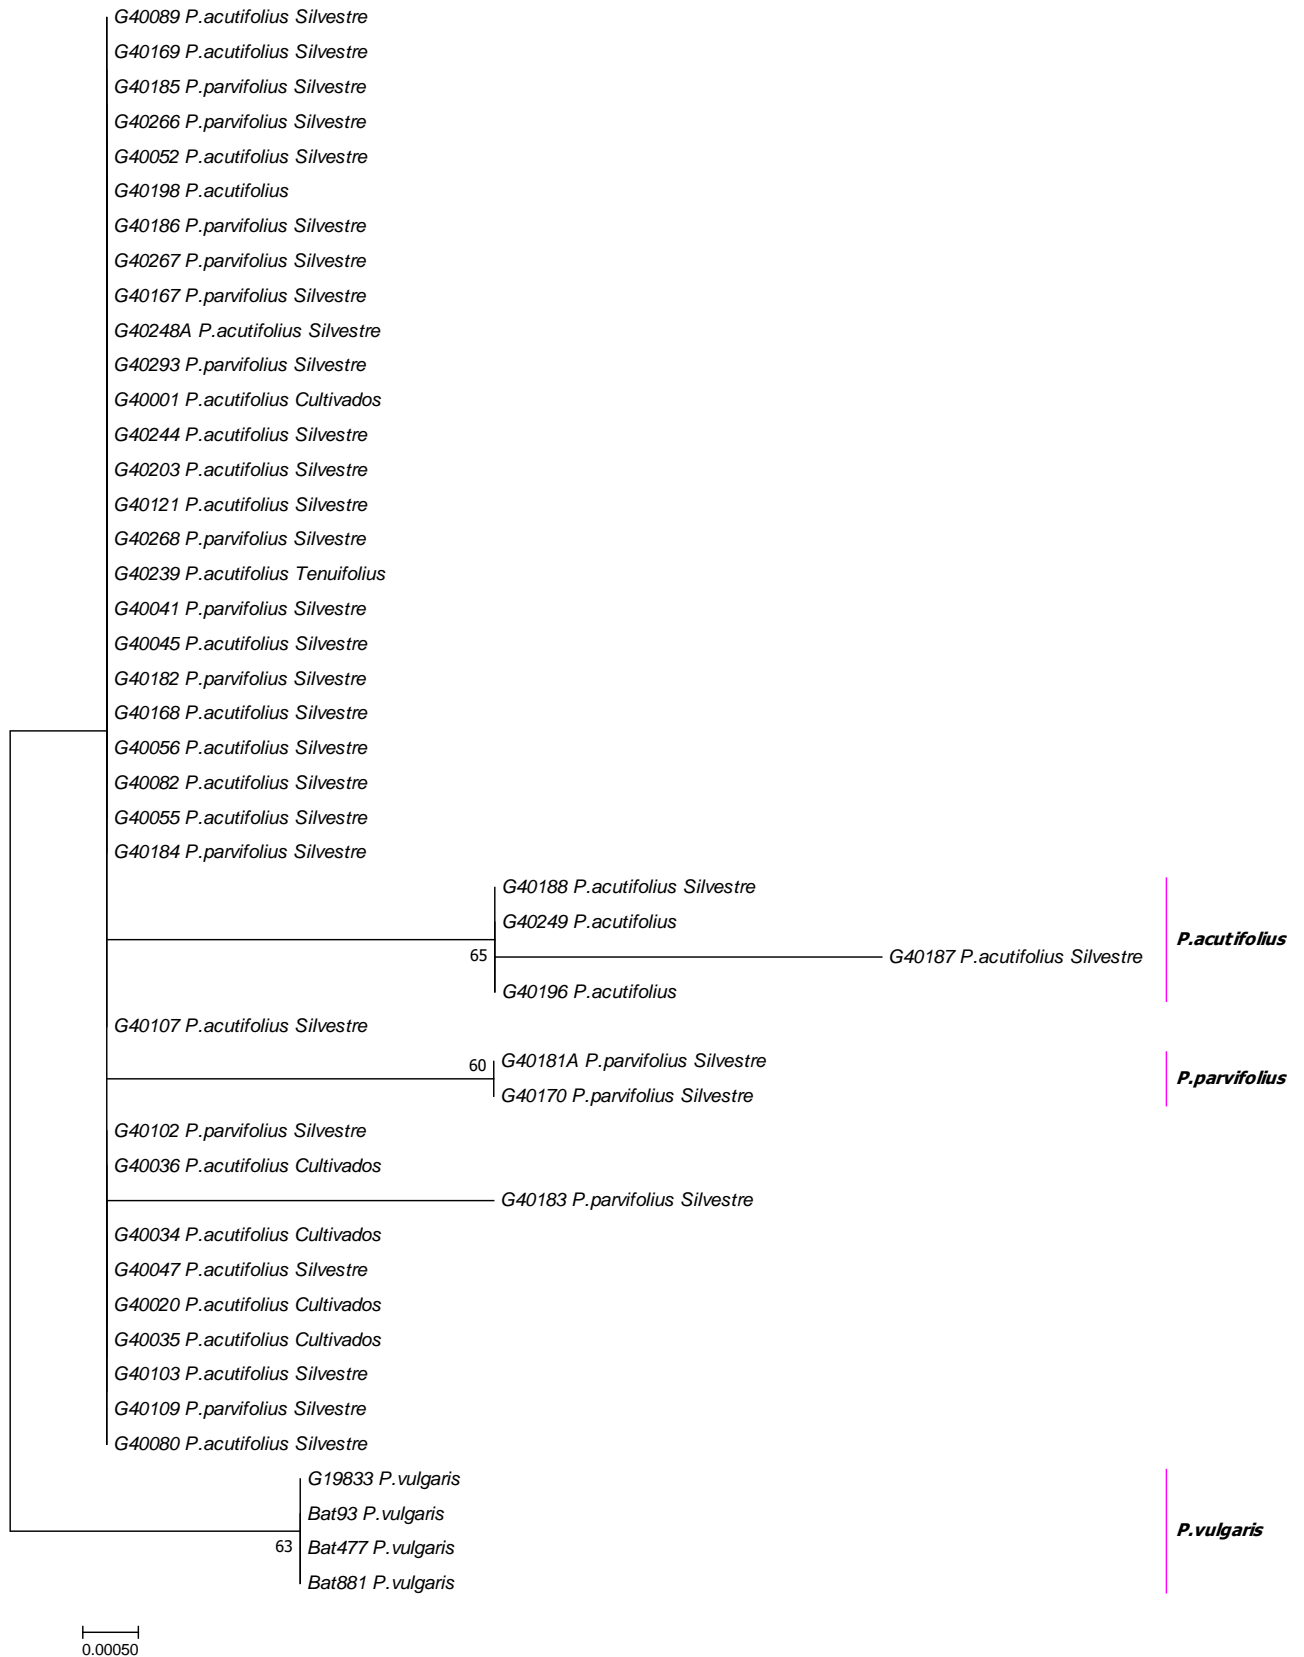 G40089 P.acutifolius Silvestre
G40169 P.acutifolius Silvestre
G40185 P.parvifolius Silvestre
G40266 P.parvifolius Silvestre
G40052 P.acutifolius Silvestre
G40198 P.acutifolius
G40186 P.parvifolius Silvestre
G40267 P.parvifolius Silvestre
G40167 P.parvifolius Silvestre
G40248A P.acutifolius Silvestre
G40293 P.parvifolius Silvestre
G40001 P.acutifolius Cultivados
G40244 P.acutifolius Silvestre
G40203 P.acutifolius Silvestre
G40121 P.acutifolius Silvestre
G40268 P.parvifolius Silvestre
G40239 P.acutifolius Tenuifolius
G40041 P.parvifolius Silvestre
G40045 P.acutifolius Silvestre
G40182 P.parvifolius Silvestre
G40168 P.acutifolius Silvestre
G40056 P.acutifolius Silvestre
G40082 P.acutifolius Silvestre
G40055 P.acutifolius Silvestre
G40184 P.parvifolius Silvestre
G40188 P.acutifolius Silvestre
G40249 P.acutifolius
P.acutifolius
65
G40187 P.acutifolius Silvestre
G40196 P.acutifolius
G40107 P.acutifolius Silvestre
60
G40181A P.parvifolius Silvestre
P.parvifolius
G40170 P.parvifolius Silvestre
G40102 P.parvifolius Silvestre
G40036 P.acutifolius Cultivados
G40183 P.parvifolius Silvestre
G40034 P.acutifolius Cultivados
G40047 P.acutifolius Silvestre
G40020 P.acutifolius Cultivados
G40035 P.acutifolius Cultivados
G40103 P.acutifolius Silvestre
G40109 P.parvifolius Silvestre
G40080 P.acutifolius Silvestre
G19833 P.vulgaris
Bat93 P.vulgaris
P.vulgaris
63
Bat477 P.vulgaris
Bat881 P.vulgaris
0.00050